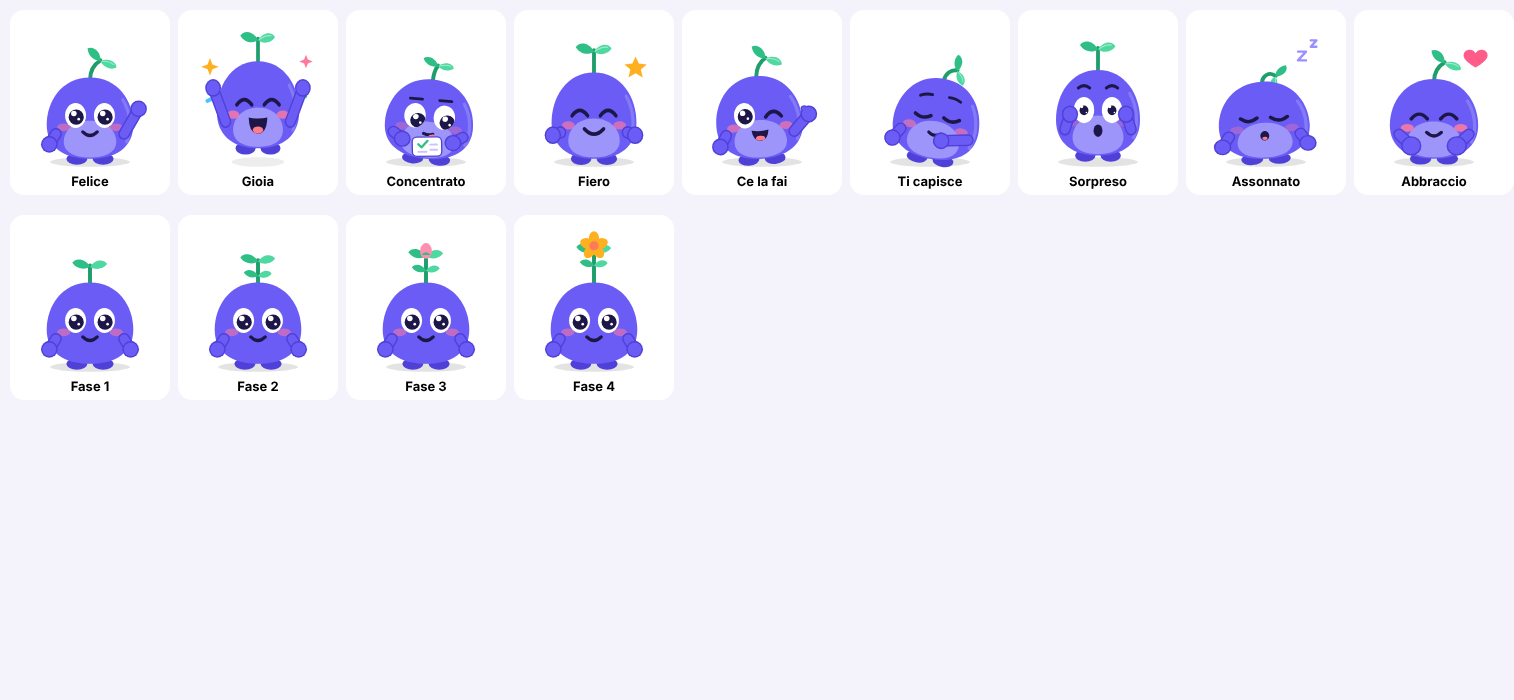 z
z
Felice
Gioia
Concentrato
Fiero
Ce la fai
Ti capisce
Sorpreso
Assonnato
Abbraccio
Fase 1
Fase 2
Fase 3
Fase 4